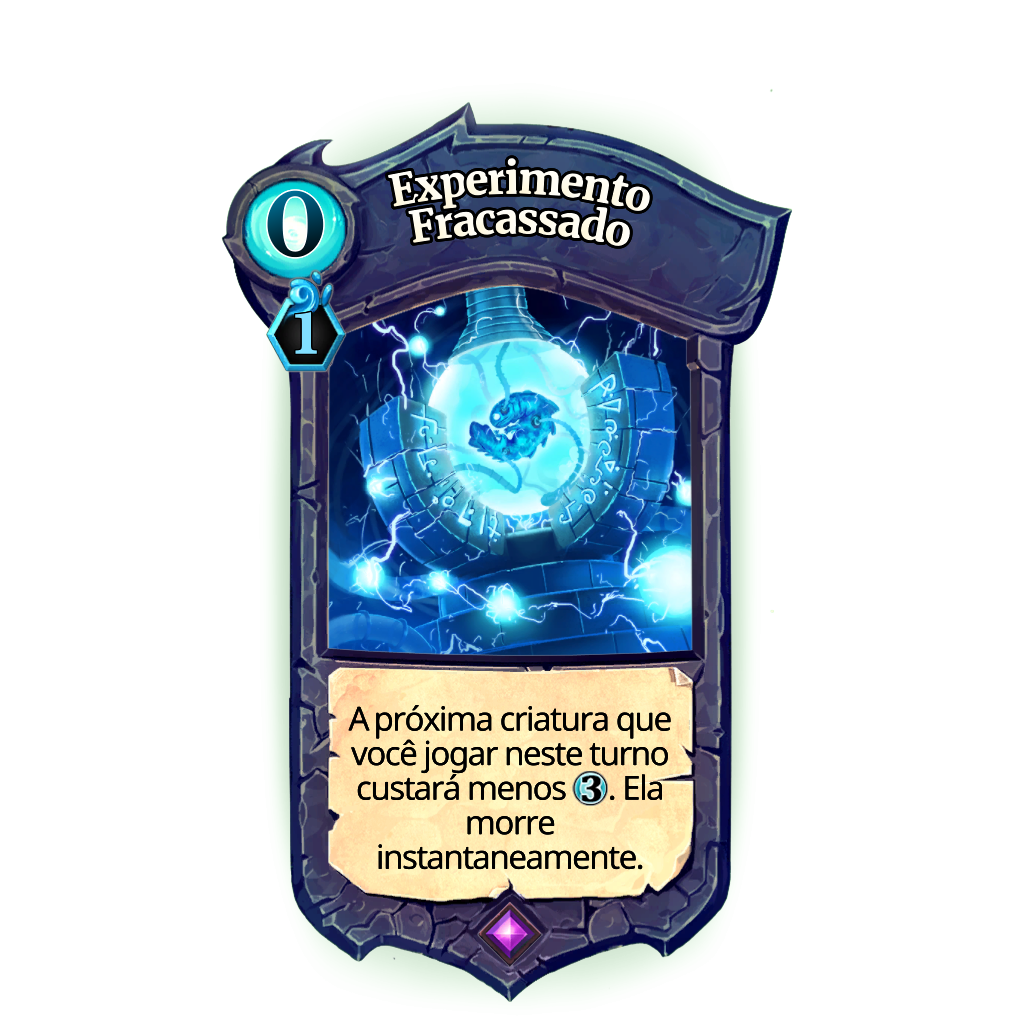 Experimento
Fracassado
0
1
A próxima criatura que
você jogar neste turno
custará menos 3. Ela
morre
instantaneamente.